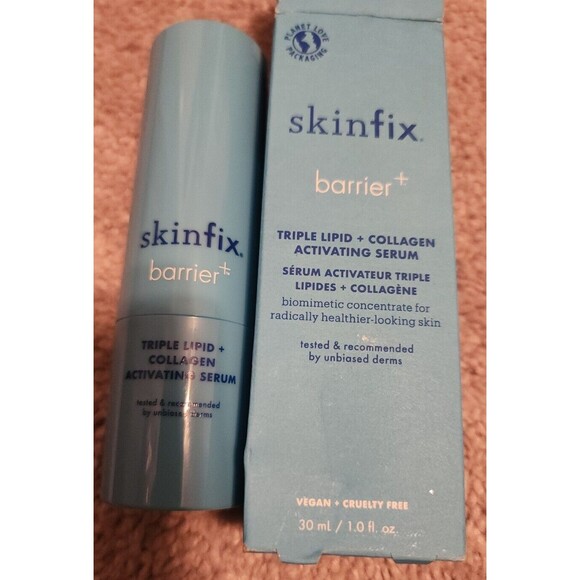 skinfix.
barrier+
TRIPLE LIPID +
COLLAGEN
ACTIVATING SERUM
tested & recommended
by unbiased derms
PLANET LOVE
PACKAGING
skinfix.
barrier+
TRIPLE LIPID + COLLAGEN
ACTIVATING SERUM
SÉRUM ACTIVATEUR TRIPLE
LIPIDES + COLLAGÈNE
biomimetic concentrate for
radically healthier-looking skin
tested & recommended
by unbiased derms
VEGAN + CRUELTY FREE
30 mL / 1.0 fl. oz.